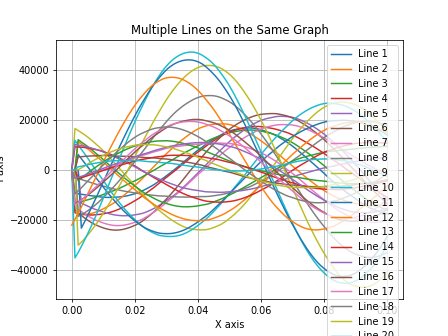 Multiple Lines on the Same Graph
40000
20000
0
−20000
−40000
0.00
0.02
0.04
0.06
X axis
Line 1
Line 2
Line 3
Line 4
Line 5
Line 6
Line 7
Line 8
Line 9
Line 10
Line 11
Line 12
Line 13
Line 14
Line 15
Line 16
Line 17
Line 18
Line 19
Line 20